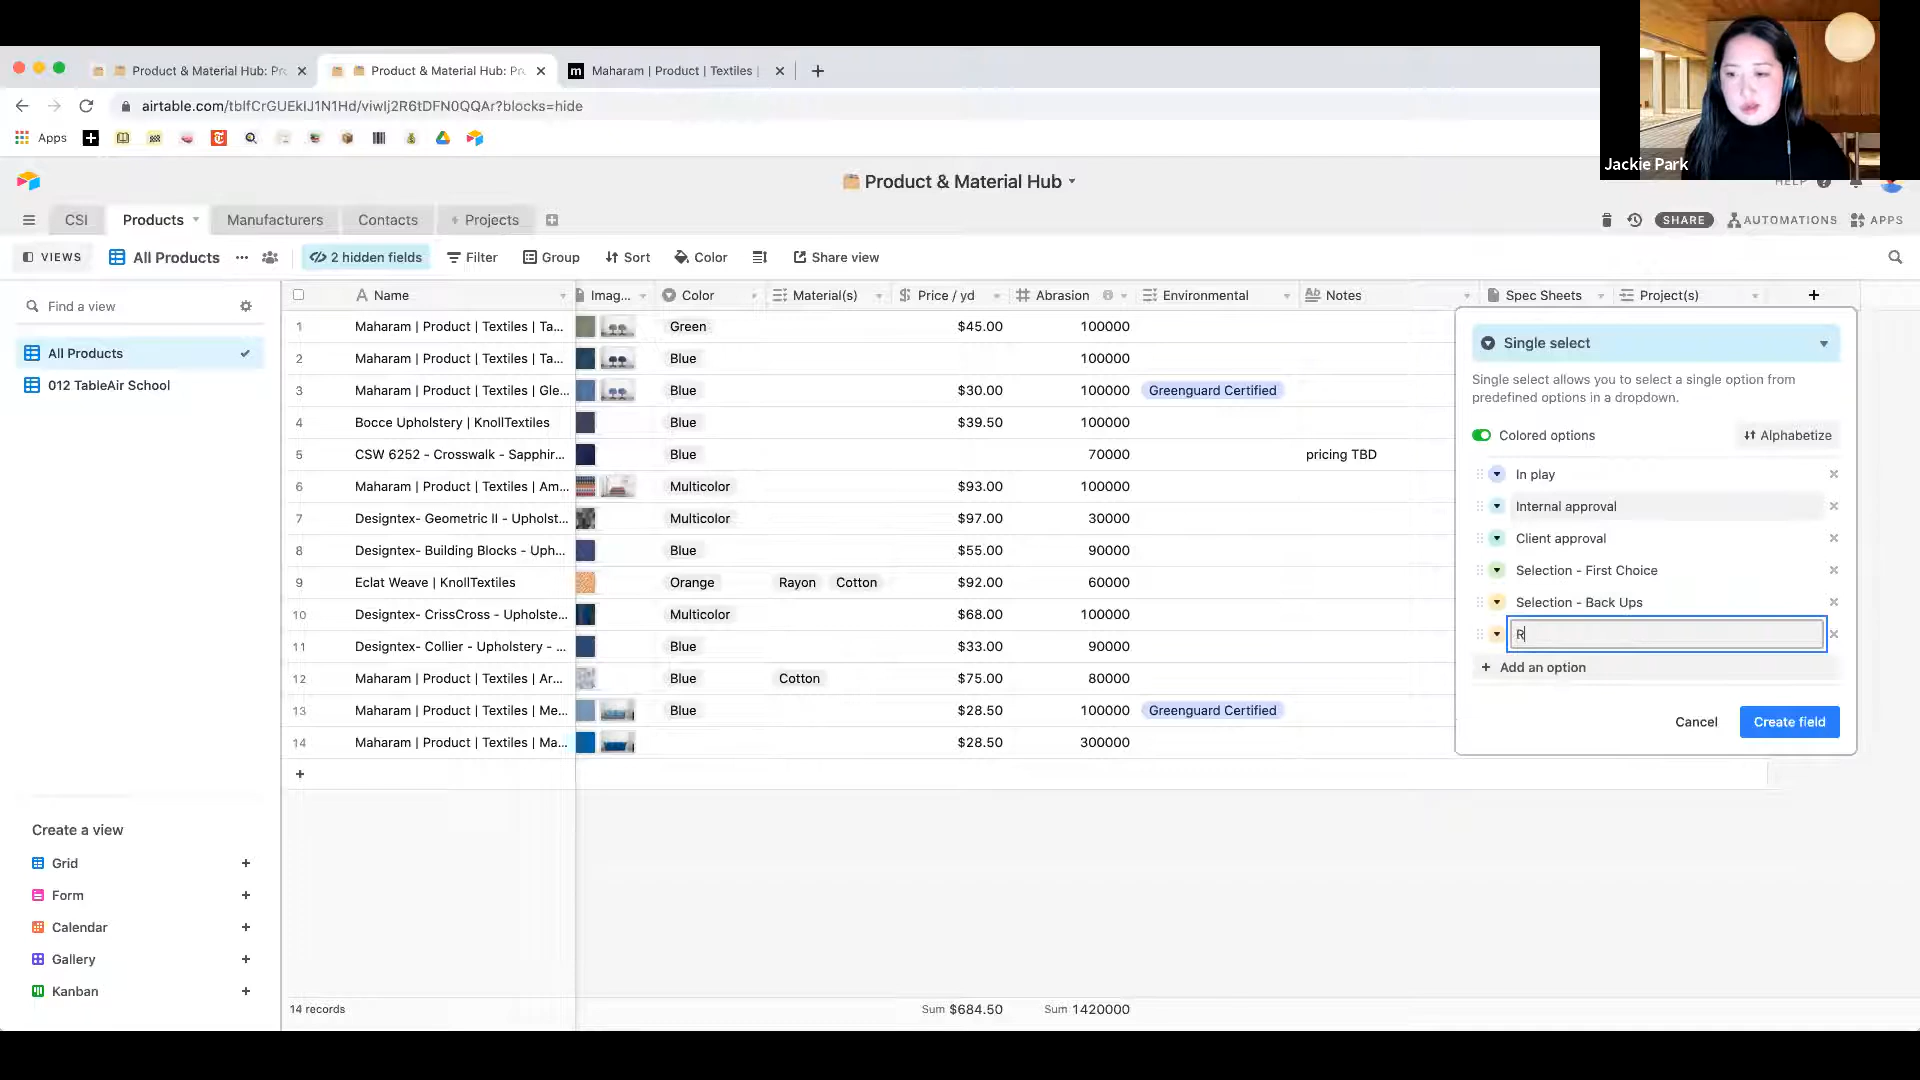 Product & Material Hub: Pr
Product & Material Hub: Pr
m Maharam | Product | Textiles |
airtable.com/tblfCrGUEkIJ1N1Hd/viwlj2R6tDFN0QQAr?blocks=hide
Apps
Jackie Park
Product & Material Hub
HELP
CSI
Products
Manufacturers
Contacts
Projects
SHARE
AUTOMATIONS
APPS
VIEWS
All Products
2 hidden fields
Filter
Group
Sort
Color
Share view
Find a view
All Products
012 TableAir School
Name Imag... Color Material(s) Price / yd Abrasion Environmental Notes Spec Sheets Project(s)
1 Maharam | Product | Textiles | Ta... Green $45.00 100000
2 Maharam | Product | Textiles | Ta... Blue 100000
3 Maharam | Product | Textiles | Gle... Blue $30.00 100000 Greenguard Certified
4 Bocce Upholstery | KnollTextiles Blue $39.50 100000
5 CSW 6252 - Crosswalk - Sapphir... Blue 70000 pricing TBD
6 Maharam | Product | Textiles | Am... Multicolor $93.00 100000
7 Designtex- Geometric II - Upholst... Multicolor $97.00 30000
8 Designtex- Building Blocks - Uph... Blue $55.00 90000
9 Eclat Weave | KnollTextiles Orange Rayon Cotton $92.00 60000
10 Designtex- CrissCross - Upholste... Multicolor $68.00 100000
11 Designtex- Collier - Upholstery - ... Blue $33.00 90000
12 Maharam | Product | Textiles | Ar... Blue Cotton $75.00 80000
13 Maharam | Product | Textiles | Me... Blue $28.50 100000 Greenguard Certified
14 Maharam | Product | Textiles | Ma... $28.50 300000
Single select
Single select allows you to select a single option from
predefined options in a dropdown.
Colored options
Alphabetize
In play
Internal approval
Client approval
Selection - First Choice
Selection - Back Ups
R
Add an option
Cancel
Create field
Create a view
Grid
Form
Calendar
Gallery
Kanban
14 records
Sum $684.50
Sum 1420000